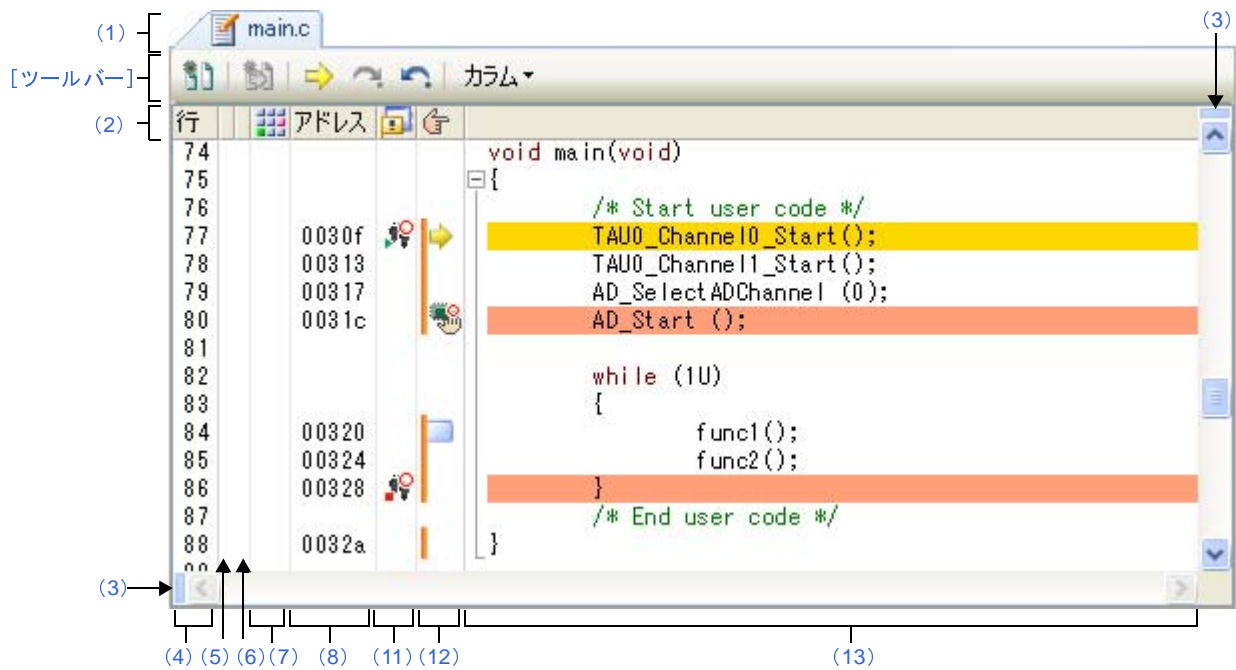 (1)
main.c
(3)
[ツールバー]
カラム
(2)
行 アドレス
74 void main(void)
75 {
76 /* Start user code */
77 0030f TAU0_Channel0_Start();
78 00313 TAU0_Channel1_Start();
79 00317 AD_SelectADChannel (0);
80 0031c AD_Start ();
81
82 while (1U)
83 {
84 00320 func1();
85 00324 func2();
86 00328 }
87 /* End user code */
88 0032a }
(3)
(4) (5) (6) (7) (8) (11) (12) (13)